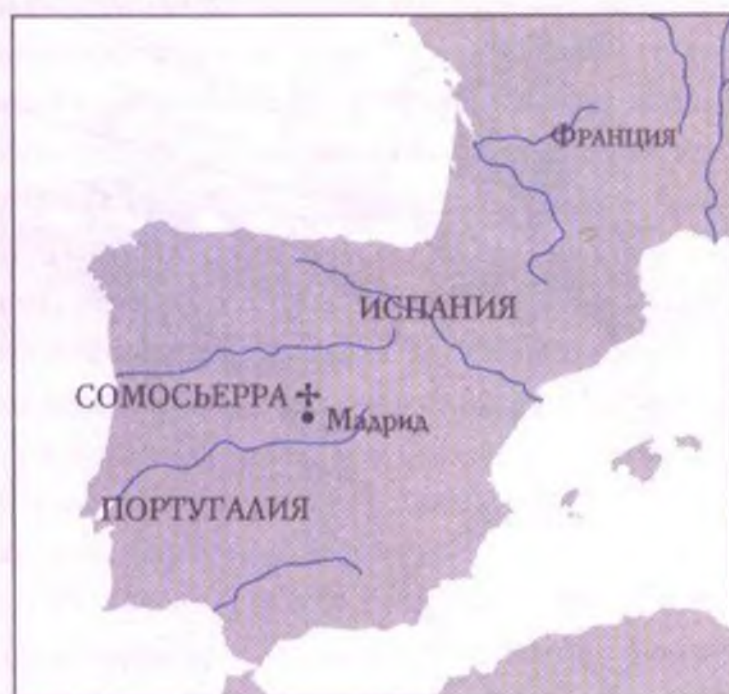 Франция
ИСПАНИЯ
СОМОСЬЕРРА
Мадрид
ПОРТУГАЛИЯ